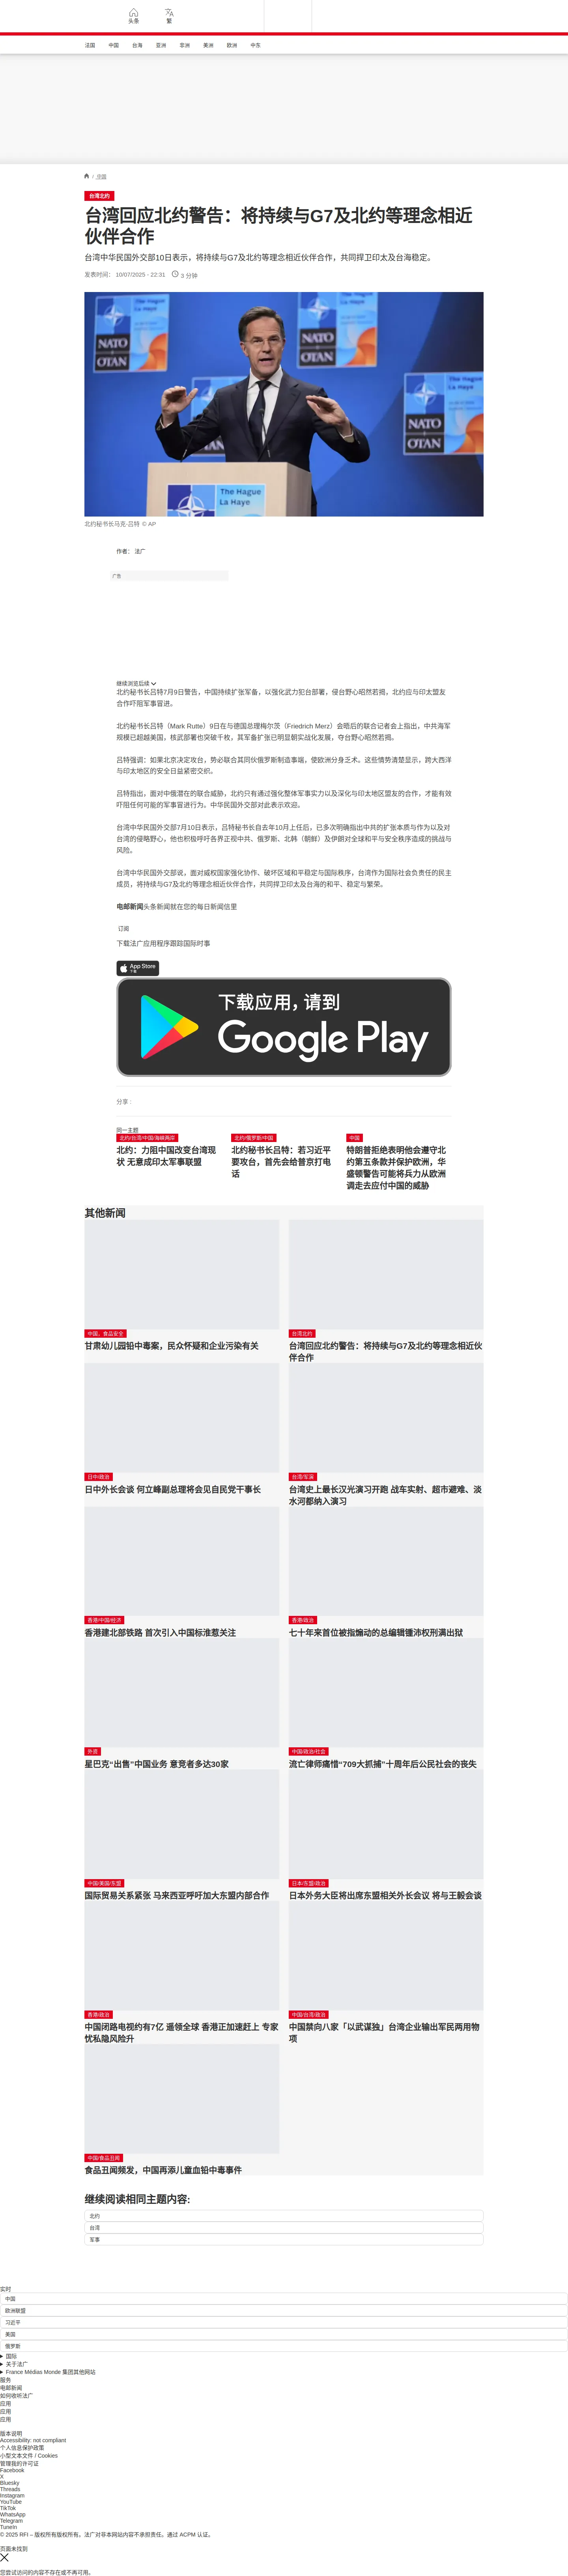 头条
繁
法国
中国
台海
亚洲
非洲
美洲
欧洲
中东
/ 中国
台湾北约
台湾回应北约警告：将持续与G7及北约等理念相近
伙伴合作
台湾中华民国外交部10日表示，将持续与G7及北约等理念相近伙伴合作，共同捍卫印太及台海稳定。
发表时间： 10/07/2025 - 22:31
3 分钟
NATO
OTAN
The Hague
La Haye
北约秘书长马克-吕特 © AP
作者： 法广
广告
继续浏览后续
北约秘书长吕特7月9日警告，中国持续扩张军备，以强化武力犯台部署，侵台野心昭然若揭，北约应与印太盟友
合作吓阻军事冒进。
北约秘书长吕特（Mark Rutte）9日在与德国总理梅尔茨（Friedrich Merz）会晤后的联合记者会上指出，中共海军
规模已超越美国，核武部署也突破千枚，其军备扩张已明显朝实战化发展，夺台野心昭然若揭。
吕特强调：如果北京决定攻台，势必联合其同伙俄罗斯制造事端，使欧洲分身乏术。这些情势清楚显示，跨大西洋
与印太地区的安全日益紧密交织。
吕特指出，面对中俄潜在的联合威胁，北约只有通过强化整体军事实力以及深化与印太地区盟友的合作，才能有效
吓阻任何可能的军事冒进行为。中华民国外交部对此表示欢迎。
台湾中华民国外交部7月10日表示，吕特秘书长自去年10月上任后，已多次明确指出中共的扩张本质与作为以及对
台湾的侵略野心，他也积极呼吁各界正视中共、俄罗斯、北韩（朝鲜）及伊朗对全球和平与安全秩序造成的挑战与
风险。
台湾中华民国外交部说，面对威权国家强化协作、破坏区域和平稳定与国际秩序，台湾作为国际社会负责任的民主
成员，将持续与G7及北约等理念相近伙伴合作，共同捍卫印太及台海的和平、稳定与繁荣。
电邮新闻头条新闻就在您的每日新闻信里
订阅
下载法广应用程序跟踪国际时事
App Store
下载
下载应用，请到
Google Play
分享 :
同一主题
北约/台湾/中国/海峡两岸
北约：力阻中国改变台湾现
状 无意成印太军事联盟
北约/俄罗斯/中国
北约秘书长吕特：若习近平
要攻台，首先会给普京打电
话
中国
特朗普拒绝表明他会遵守北
约第五条款并保护欧洲，华
盛顿警告可能将兵力从欧洲
调走去应付中国的威胁
其他新闻
中国，食品安全
甘肃幼儿园铅中毒案，民众怀疑和企业污染有关
台湾北约
台湾回应北约警告：将持续与G7及北约等理念相近伙
伴合作
日中/政治
日中外长会谈 何立峰副总理将会见自民党干事长
台湾/军演
台湾史上最长汉光演习开跑 战车实射、超市避难、淡
水河都纳入演习
香港/中国/经济
香港建北部铁路 首次引入中国标准惹关注
香港/政治
七十年来首位被指煽动的总编辑锺沛权刑满出狱
外资
星巴克“出售”中国业务 意竞者多达30家
中国/政治/社会
流亡律师痛惜“709大抓捕”十周年后公民社会的丧失
中国/美国/东盟
国际贸易关系紧张 马来西亚呼吁加大东盟内部合作
日本/东盟/政治
日本外务大臣将出席东盟相关外长会议 将与王毅会谈
香港/政治
中国闭路电视约有7亿 遥领全球 香港正加速赶上 专家
忧私隐风险升
中国/台湾/政治
中国禁向八家「以武谋独」台湾企业输出军民两用物
项
中国/食品丑闻
食品丑闻频发，中国再添儿童血铅中毒事件
继续阅读相同主题内容:
北约
台湾
军事
实时
中国
欧洲联盟
习近平
美国
俄罗斯
国际
关于法广
France Médias Monde 集团其他网站
服务
电邮新闻
如何收听法广
应用
应用
应用
版本说明
Accessibility: not compliant
个人信息保护政策
小型文本文件 / Cookies
管理我的许可证
Facebook
X
Bluesky
Threads
Instagram
YouTube
TikTok
WhatsApp
Telegram
TuneIn
© 2025 RFI – 版权所有版权所有。法广对非本网站内容不承担责任。通过 ACPM 认证。
页面未找到
您尝试访问的内容不存在或不再可用。